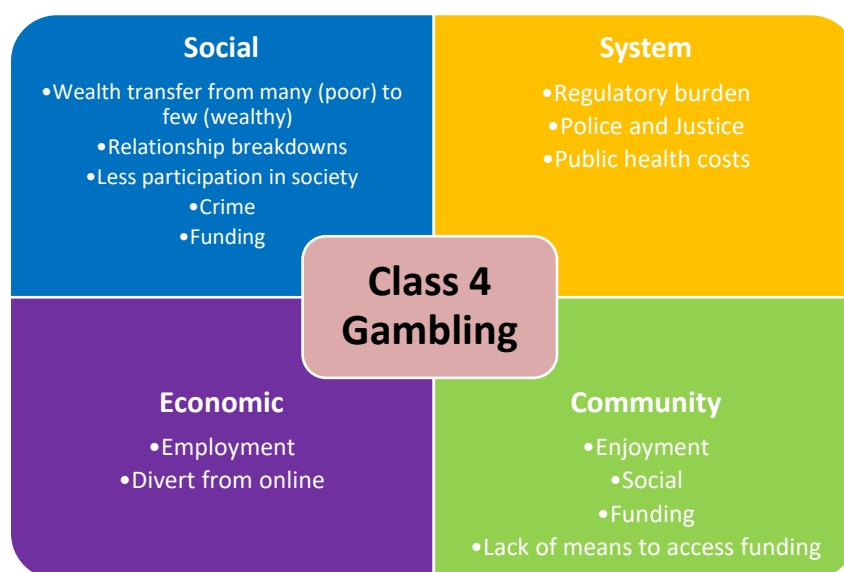 Social
•Wealth transfer from many (poor) to
few (wealthy)
•Relationship breakdowns
•Less participation in society
•Crime
•Funding
System
•Regulatory burden
•Police and Justice
•Public health costs
Class 4
Gambling
Economic
•Employment
•Divert from online
Community
•Enjoyment
•Social
•Funding
•Lack of means to access funding